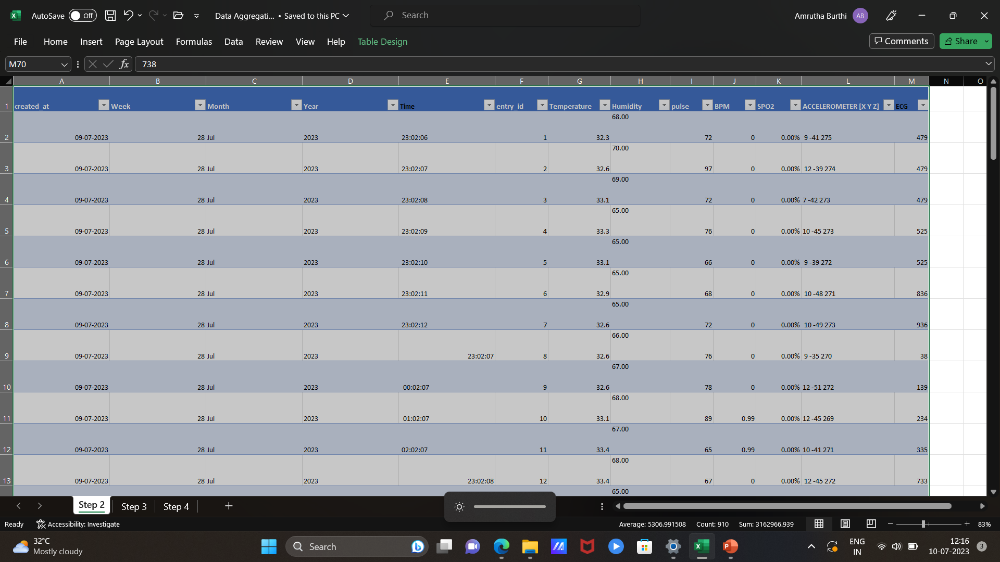 AutoSave Off Data Aggregati... • Saved to this PC Search Amrutha Burthi AB
File Home Insert Page Layout Formulas Data Review View Help Table Design Comments Share
M70 fx 738
A B C D E F G H I J K L M N O
1 created_at Week Month Year Time entry_id Temperature Humidity pulse BPM SPO2 ACCELEROMETER [X Y Z] ECG
2 09-07-2023 28 Jul 2023 23:02:06 1 32.3 68.00 72 0 0.00% 9 -41 275 479
3 09-07-2023 28 Jul 2023 23:02:07 2 32.6 70.00 97 0 0.00% 12 -39 274 479
4 09-07-2023 28 Jul 2023 23:02:08 3 33.1 69.00 72 0 0.00% 7 -42 273 479
5 09-07-2023 28 Jul 2023 23:02:09 4 33.3 65.00 76 0 0.00% 10 -45 273 525
6 09-07-2023 28 Jul 2023 23:02:10 5 33.1 65.00 66 0 0.00% 9 -39 272 525
7 09-07-2023 28 Jul 2023 23:02:11 6 32.9 65.00 68 0 0.00% 10 -48 271 836
8 09-07-2023 28 Jul 2023 23:02:12 7 32.6 65.00 72 0 0.00% 10 -49 273 936
9 09-07-2023 28 Jul 2023 23:02:07 8 32.6 66.00 76 0 0.00% 9 -35 270 38
10 09-07-2023 28 Jul 2023 00:02:07 9 32.6 67.00 78 0 0.00% 12 -51 272 139
11 09-07-2023 28 Jul 2023 01:02:07 10 33.1 68.00 89 0.99 0.00% 12 -45 269 234
12 09-07-2023 28 Jul 2023 02:02:07 11 33.4 67.00 65 0.99 0.00% 10 -41 271 335
13 09-07-2023 28 Jul 2023 23:02:08 12 33.4 68.00 67 0 0.00% 12 -45 272 733
65.00
Step 2 Step 3 Step 4
Ready Accessibility: Investigate Average: 5306.991508 Count: 910 Sum: 3162966.939 83%
32°C
Mostly cloudy
Search
ENG
IN
12:16
10-07-2023
3